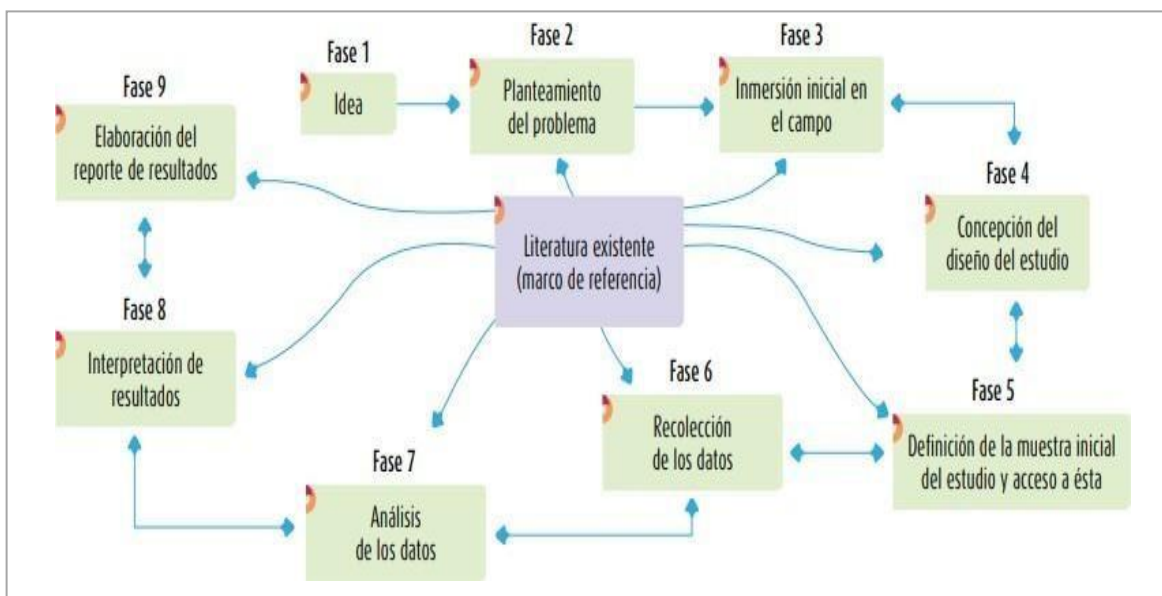 Fase 1
Idea
Fase 2
Planteamiento
del problema
Fase 3
Inmersión inicial en
el campo
Fase 4
Concepción del
diseño del estudio
Fase 5
Definición de la muestra inicial
del estudio y acceso a ésta
Fase 6
Recolección
de los datos
Fase 7
Análisis
de los datos
Fase 8
Interpretación de
resultados
Fase 9
Elaboración del
reporte de resultados
Literatura existente
(marco de referencia)